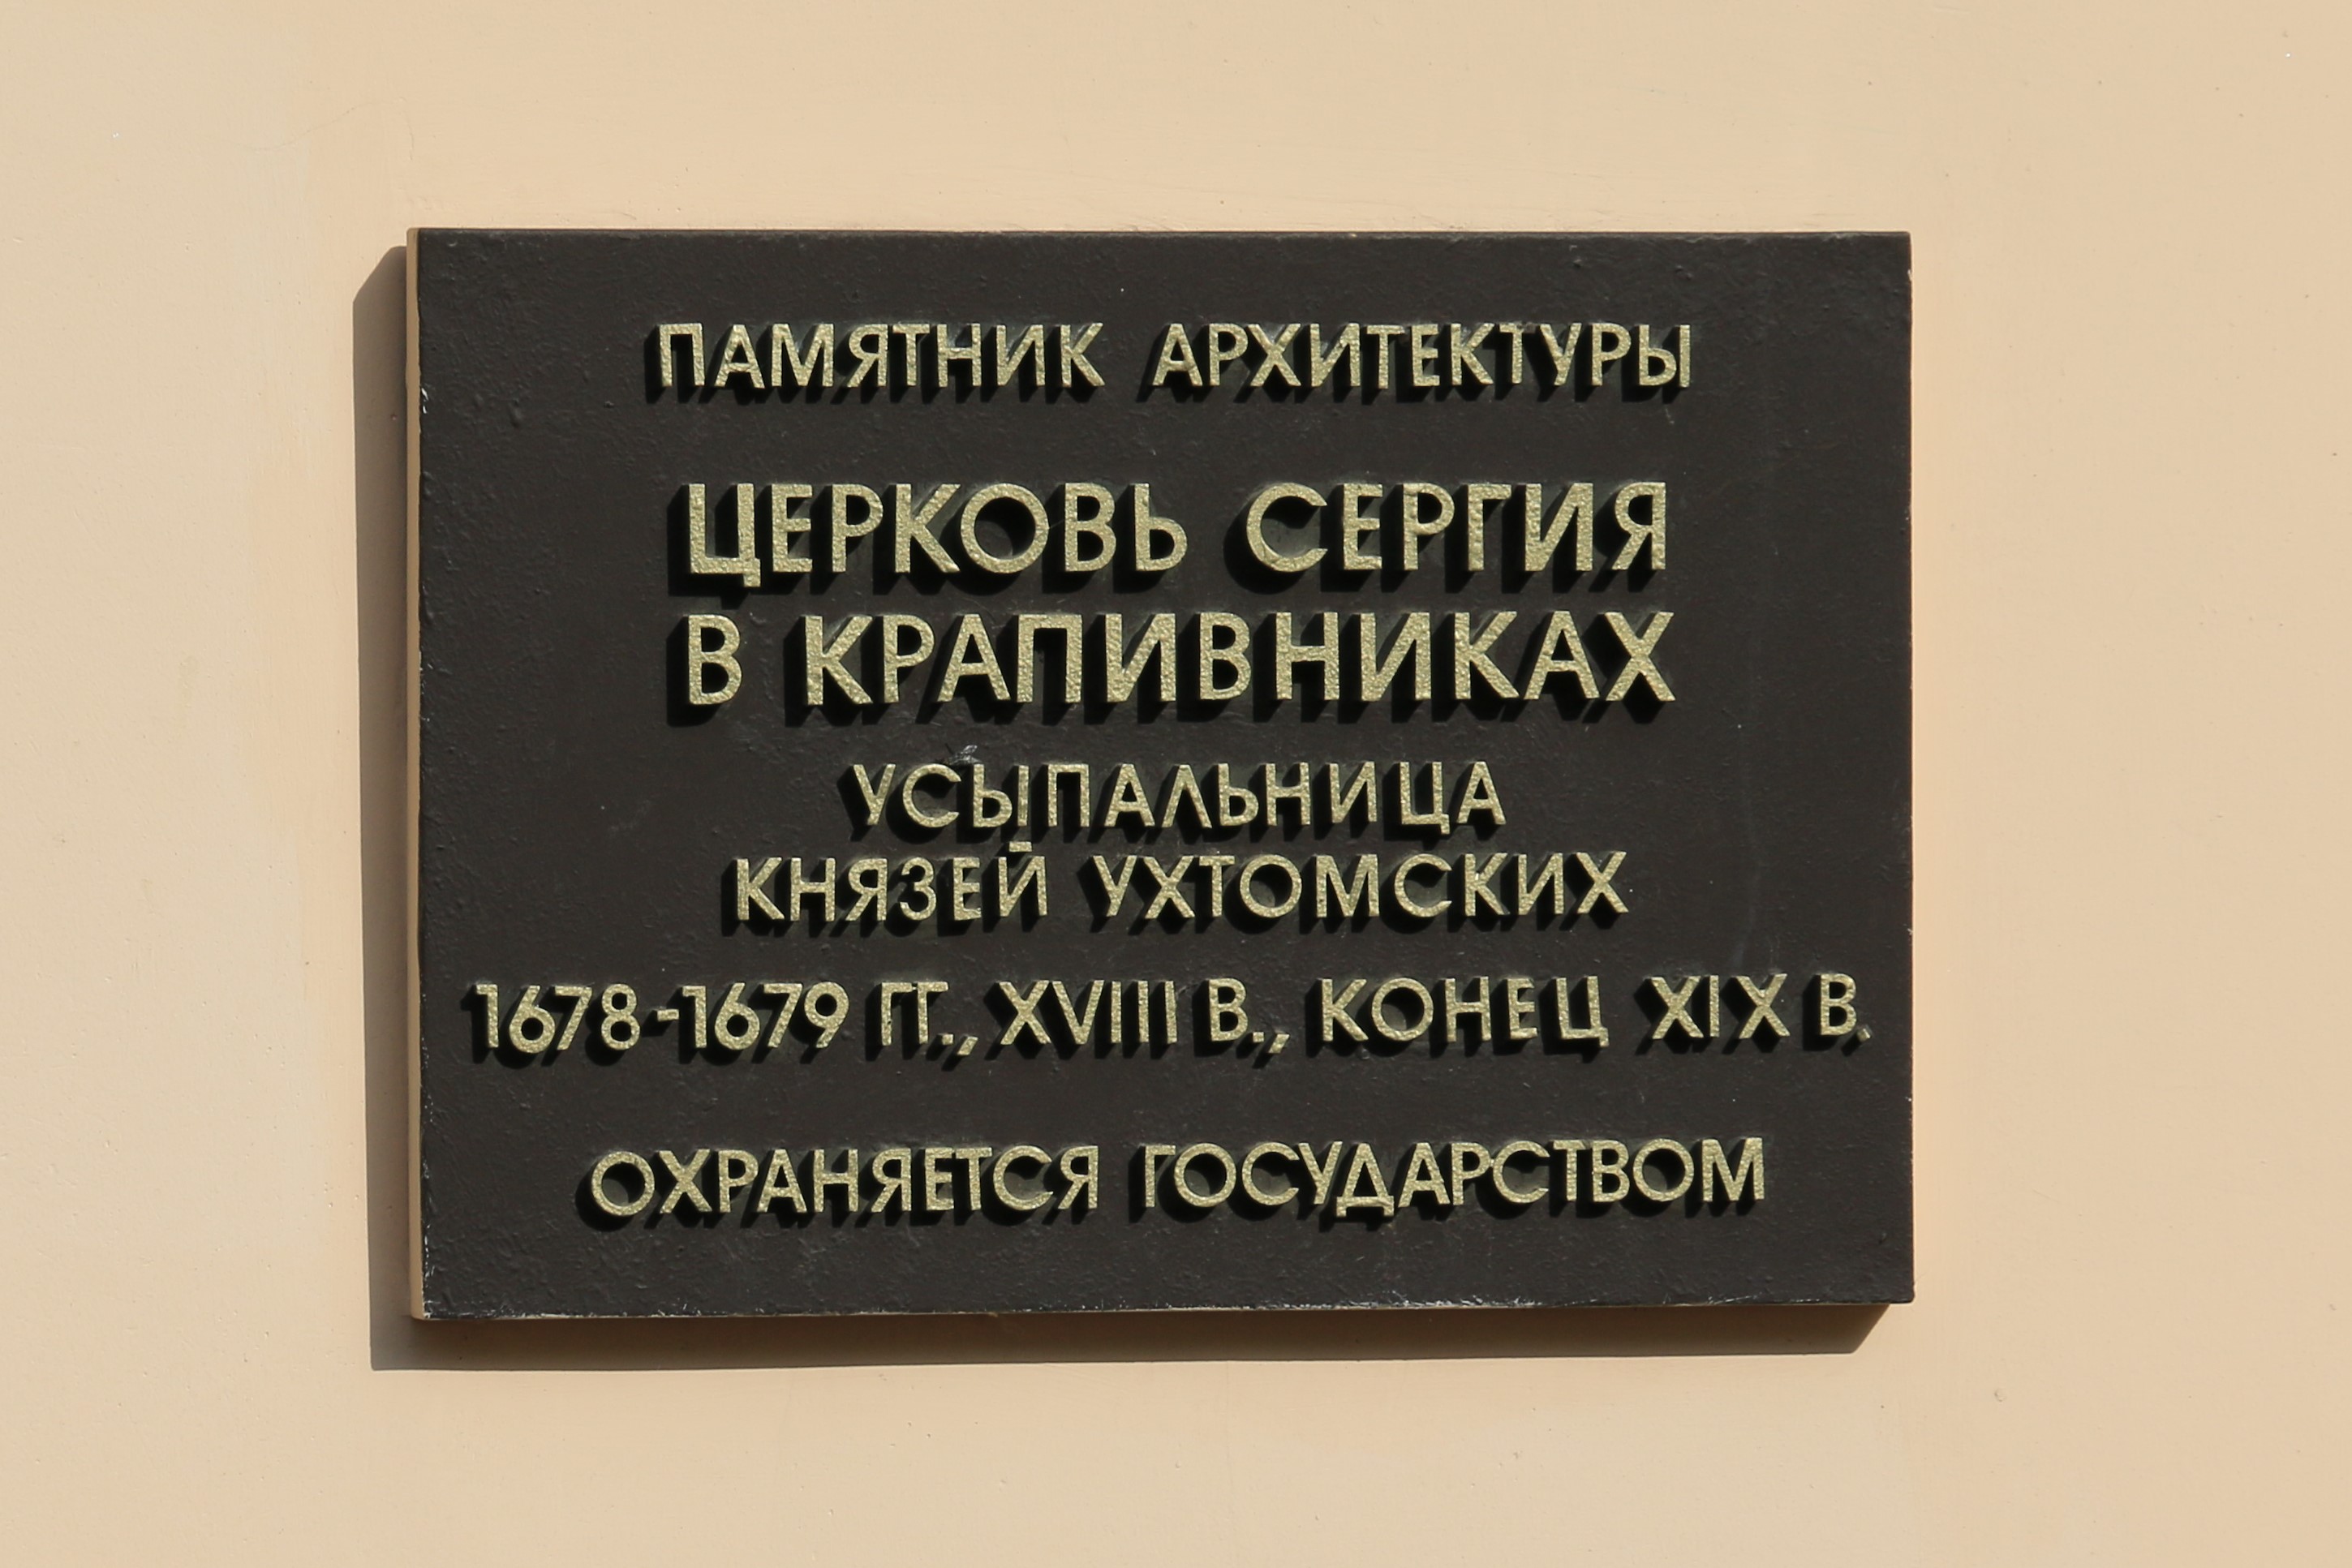 ПАМЯТНИК АРХИТЕКТУРЫ
ЦЕРКОВЬ СЕРГИЯ
В КРАПИВНИКАХ
УСЫПАЛЬНИЦА
КНЯЗЕЙ УХТОМСКИХ
1678-1679 ГГ., XVIII В., КОНЕЦ XIX В.
ОХРАНЯЕТСЯ ГОСУДАРСТВОМ